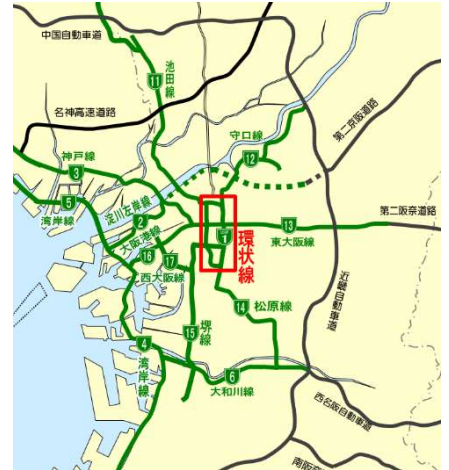 中国自動車道
池田線
11
名神高速道路
守口線
12
第二京阪道路
神戸線
3
5
湾岸線
淀川左岸線
2
大阪港線
16
西大阪線
17
1
環状線
13
東大阪線
第二阪奈道路
近畿自動車道
14
松原線
15
堺線
4
湾岸線
6
大和川線
西名阪自動車道
南阪奈